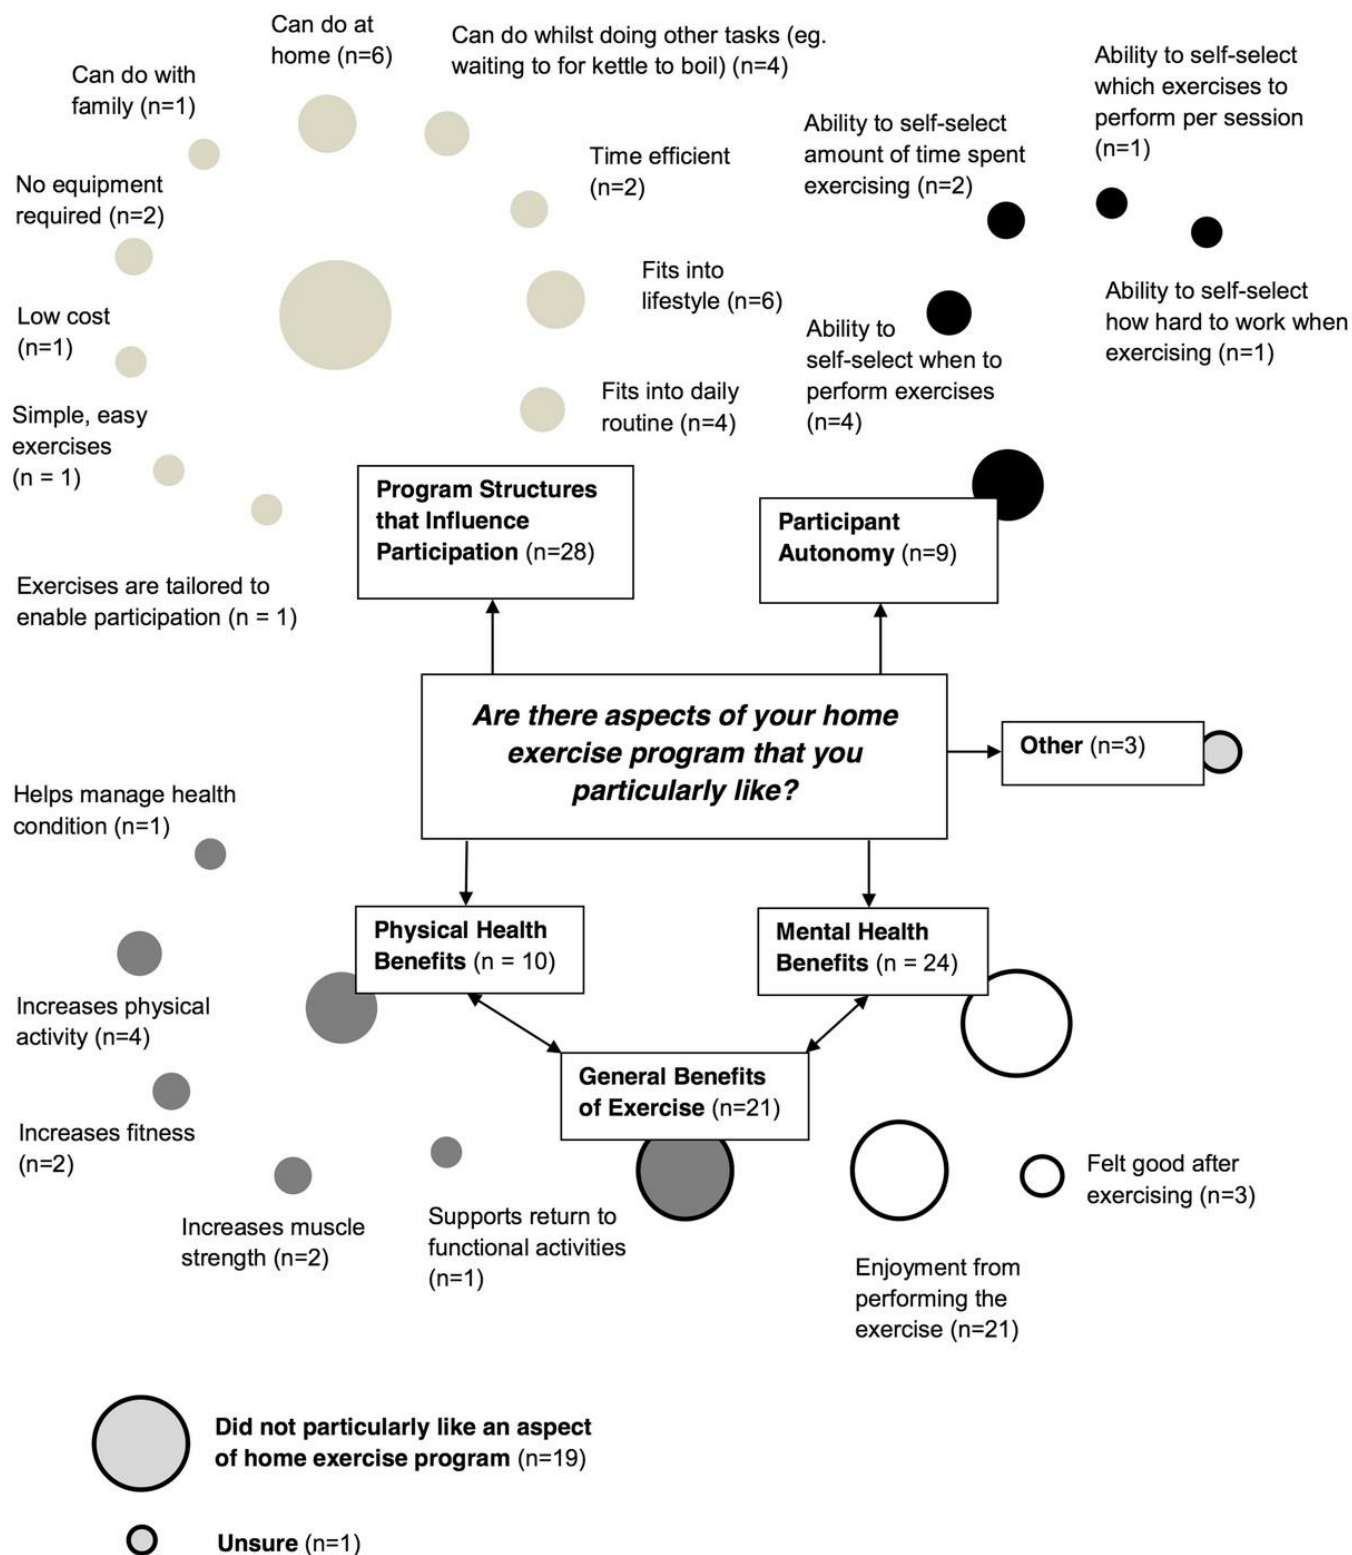 Can do at
home (n=6)
Can do whilst doing other tasks (eg.
waiting to for kettle to boil) (n=4)
Can do with
family (n=1)
Time efficient
(n=2)
No equipment
required (n=2)
Fits into
lifestyle (n=6)
Low cost
(n=1)
Fits into daily
routine (n=4)
Simple, easy
exercises
(n = 1)
Exercises are tailored to
enable participation (n = 1)
Program Structures
that Influence
Participation (n=28)
Ability to self-select
amount of time spent
exercising (n=2)
Ability to self-select
which exercises to
perform per session
(n=1)
Ability to self-select
how hard to work when
exercising (n=1)
Ability to
self-select when to
perform exercises
(n=4)
Participant
Autonomy (n=9)
Are there aspects of your home
exercise program that you
particularly like?
Other (n=3)
Helps manage health
condition (n=1)
Physical Health
Benefits (n = 10)
Mental Health
Benefits (n = 24)
Increases physical
activity (n=4)
General Benefits
of Exercise (n=21)
Increases fitness
(n=2)
Increases muscle
strength (n=2)
Supports return to
functional activities
(n=1)
Felt good after
exercising (n=3)
Enjoyment from
performing the
exercise (n=21)
Did not particularly like an aspect
of home exercise program (n=19)
Unsure (n=1)